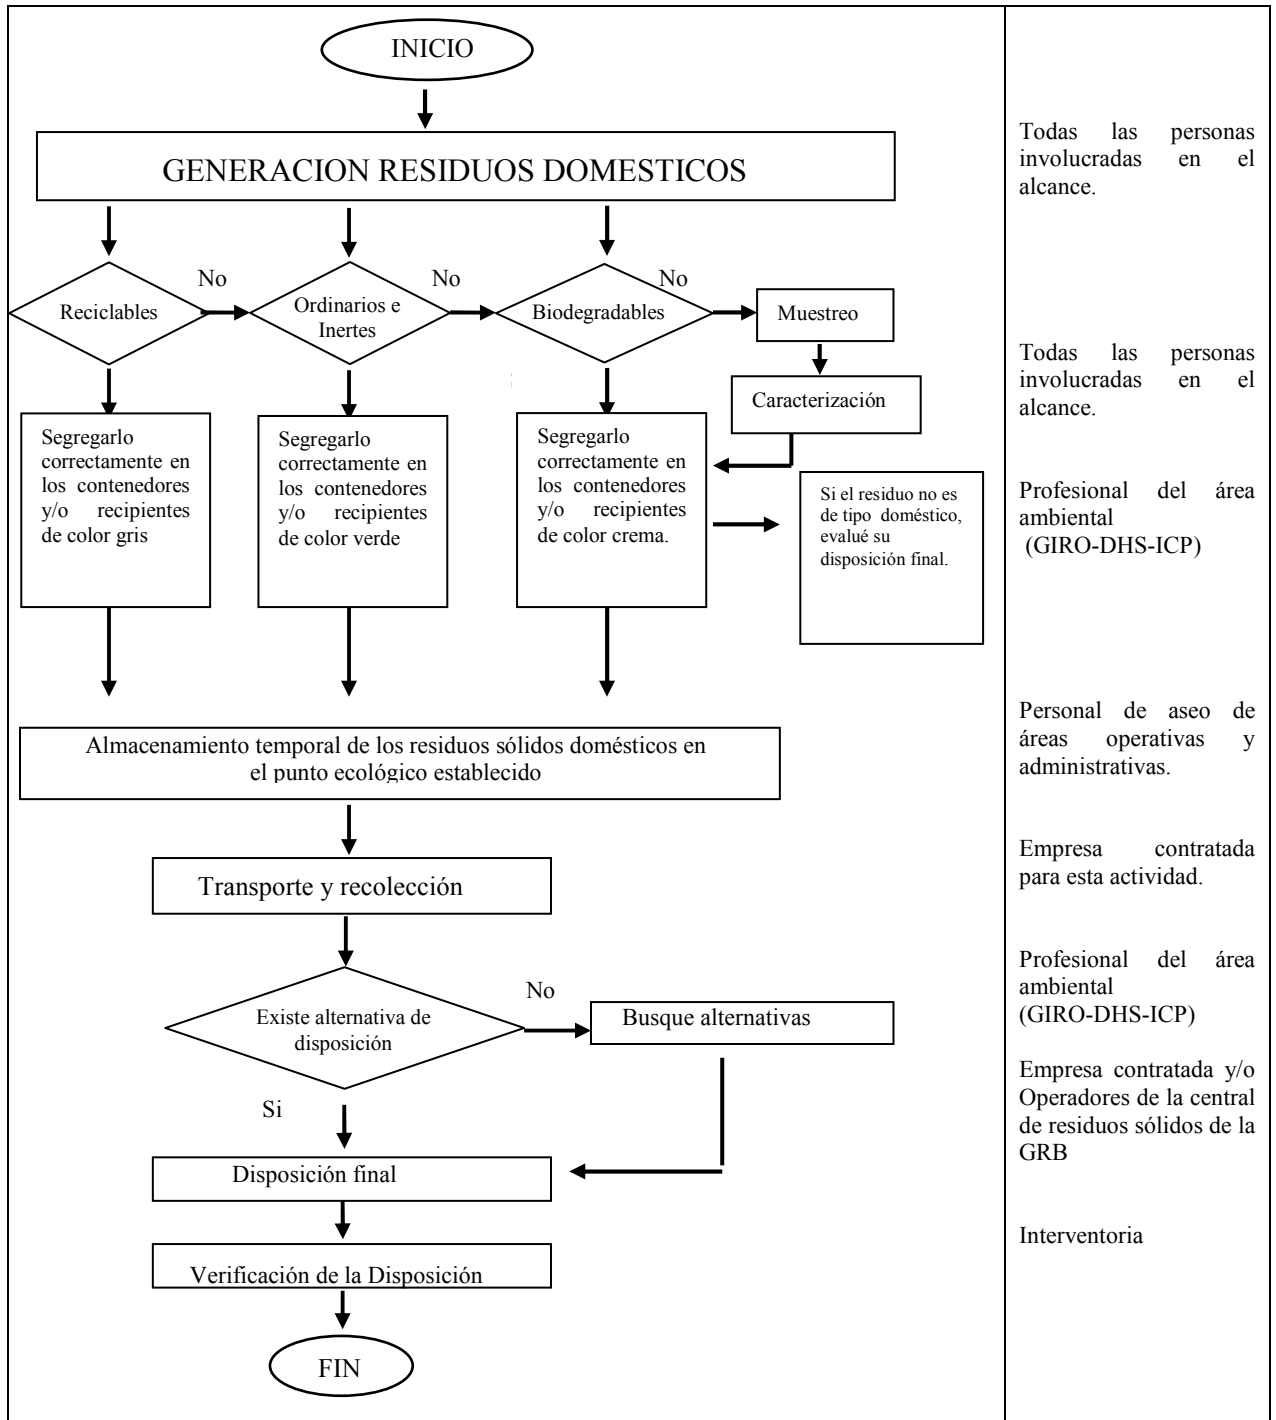 INICIO
GENERACION RESIDUOS DOMESTICOS
No
No
No
Reciclables
Ordinarios e
Inertes
Biodegradables
Muestreo
Caracterización
Segregarlo
correctamente en
los contenedores
y/o recipientes
de color gris
Segregarlo
correctamente en
los contenedores
y/o recipientes
de color verde
Segregarlo
correctamente en
los contenedores
y/o recipientes
de color crema.
Si el residuo no es
de tipo doméstico,
evalué su
disposición final.
Almacenamiento temporal de los residuos sólidos domésticos en
el punto ecológico establecido
Transporte y recolección
Existe alternativa de
disposición
No
Busque alternativas
Si
Disposición final
Verificación de la Disposición
FIN
Todas las personas
involucradas en el
alcance.
Todas las personas
involucradas en el
alcance.
Profesional del área
ambiental
(GIRO-DHS-ICP)
Personal de aseo de
áreas operativas y
administrativas.
Empresa contratada
para esta actividad.
Profesional del área
ambiental
(GIRO-DHS-ICP)
Empresa contratada y/o
Operadores de la central
de residuos sólidos de la
GRB
Interventoria